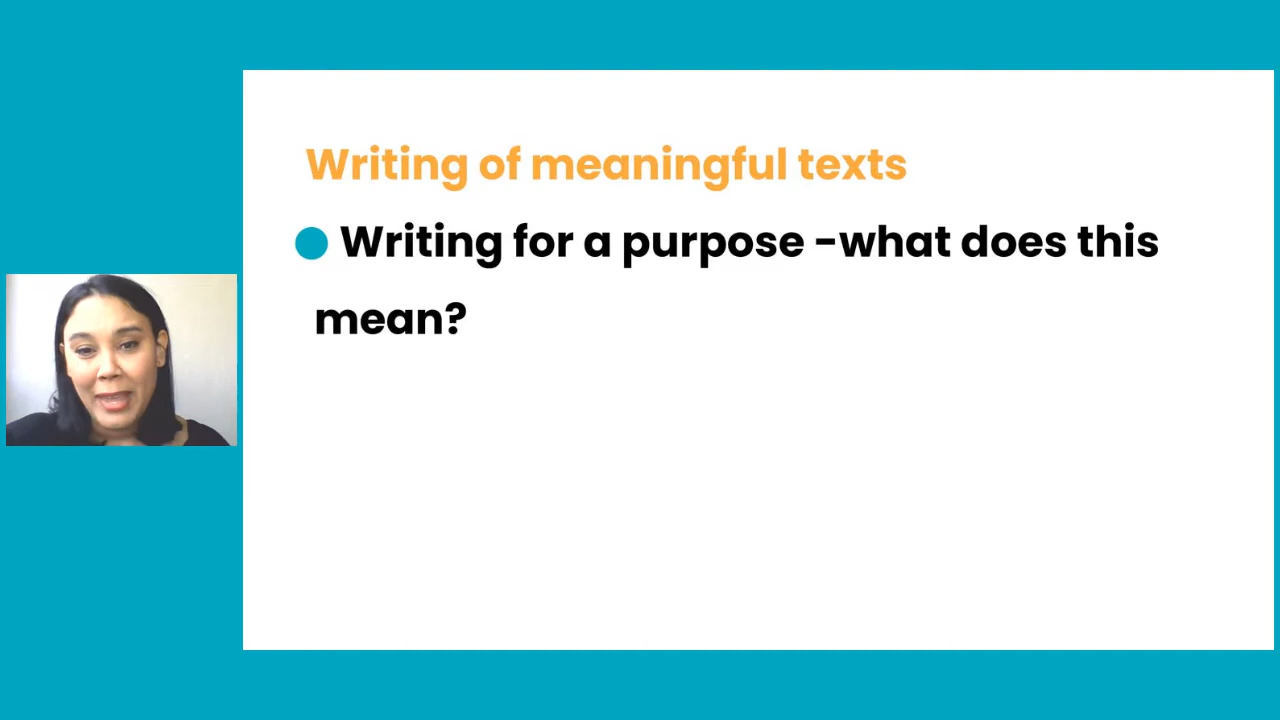 Writing of meaningful texts
Writing for a purpose -what does this
mean?